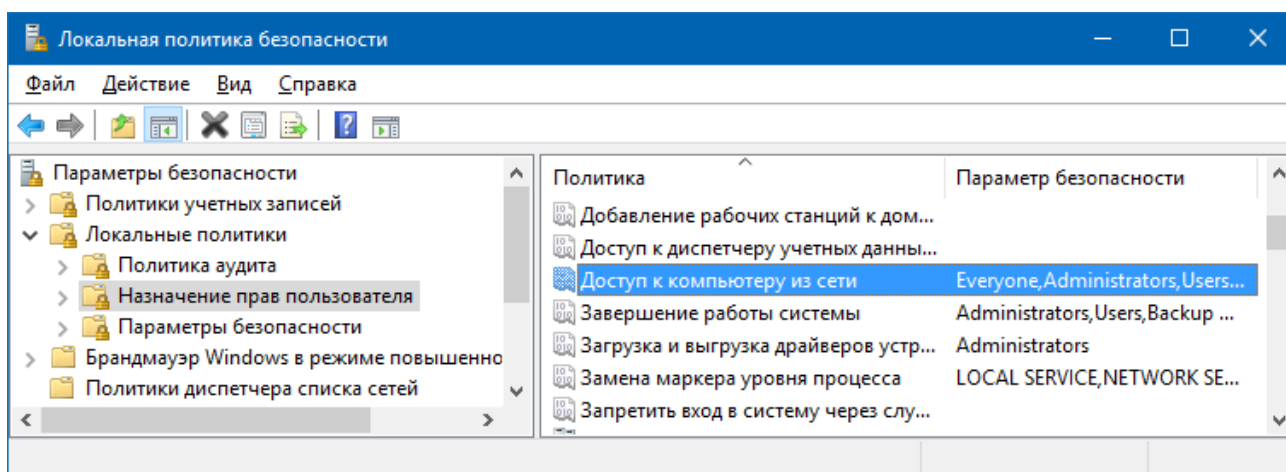 Локальная политика безопасности
Файл Действие Вид Справка
Параметры безопасности
Политики учетных записей
Локальные политики
Политика аудита
Назначение прав пользователя
Параметры безопасности
Брандмауэр Windows в режиме повышенно
Политики диспетчера списка сетей
Политика Параметр безопасности
Добавление рабочих станций к дом...
Доступ к диспетчеру учетных данны...
Доступ к компьютеру из сети Everyone,Administrators,Users...
Завершение работы системы Administrators,Users,Backup ...
Загрузка и выгрузка драйверов устр... Administrators
Замена маркера уровня процесса LOCAL SERVICE,NETWORK SE...
Запретить вход в систему через слу...